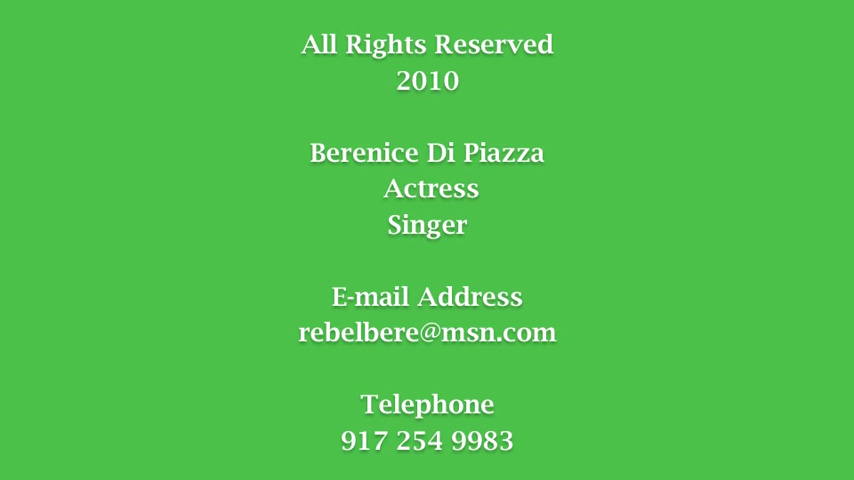 All Rights Reserved
2010
Berenice Di Piazza
Actress
Singer
E-mail Address
rebelbere@msn.com
Telephone
917 254 9983